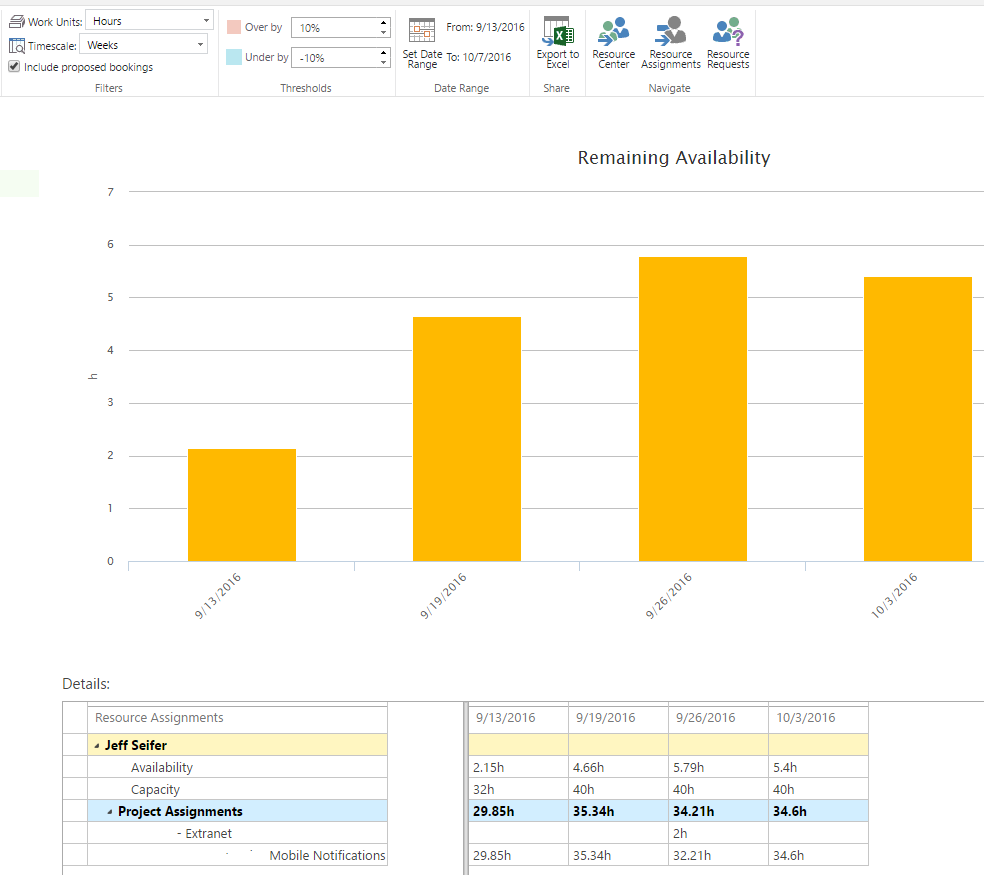 Work Units: Hours
Timescale: Weeks
Include proposed bookings
Filters
Over by 10%
Under by -10%
Thresholds
Set Date Range
From: 9/13/2016
To: 10/7/2016
Date Range
Export to Excel
Share
Resource Center
Resource Assignments
Resource Requests
Navigate
Remaining Availability
7
6
5
4
3
2
1
0
h
9/13/2016
9/19/2016
9/26/2016
10/3/2016
Details:
Resource Assignments 9/13/2016 9/19/2016 9/26/2016 10/3/2016
Jeff Seifer
Availability 2.15h 4.66h 5.79h 5.4h
Capacity 32h 40h 40h 40h
Project Assignments 29.85h 35.34h 34.21h 34.6h
- Extranet 2h
Mobile Notifications 29.85h 35.34h 32.21h 34.6h